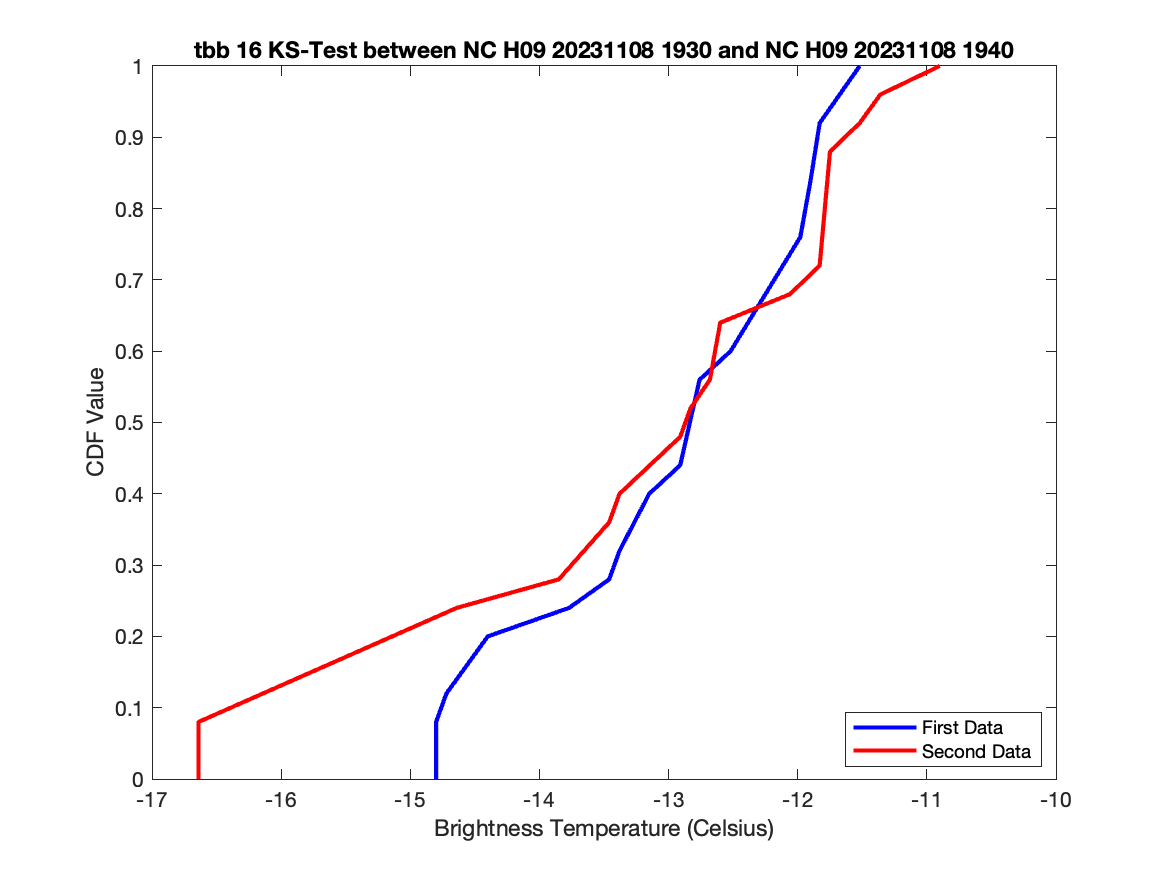 tbb 16 KS-Test between NC H09 20231108 1930 and NC H09 20231108 1940
1
0.9
0.8
0.7
0.6
0.5
0.4
0.3
0.2
0.1
0
CDF Value
-17 -16 -15 -14 -13 -12 -11 -10
Brightness Temperature (Celsius)
First Data
Second Data